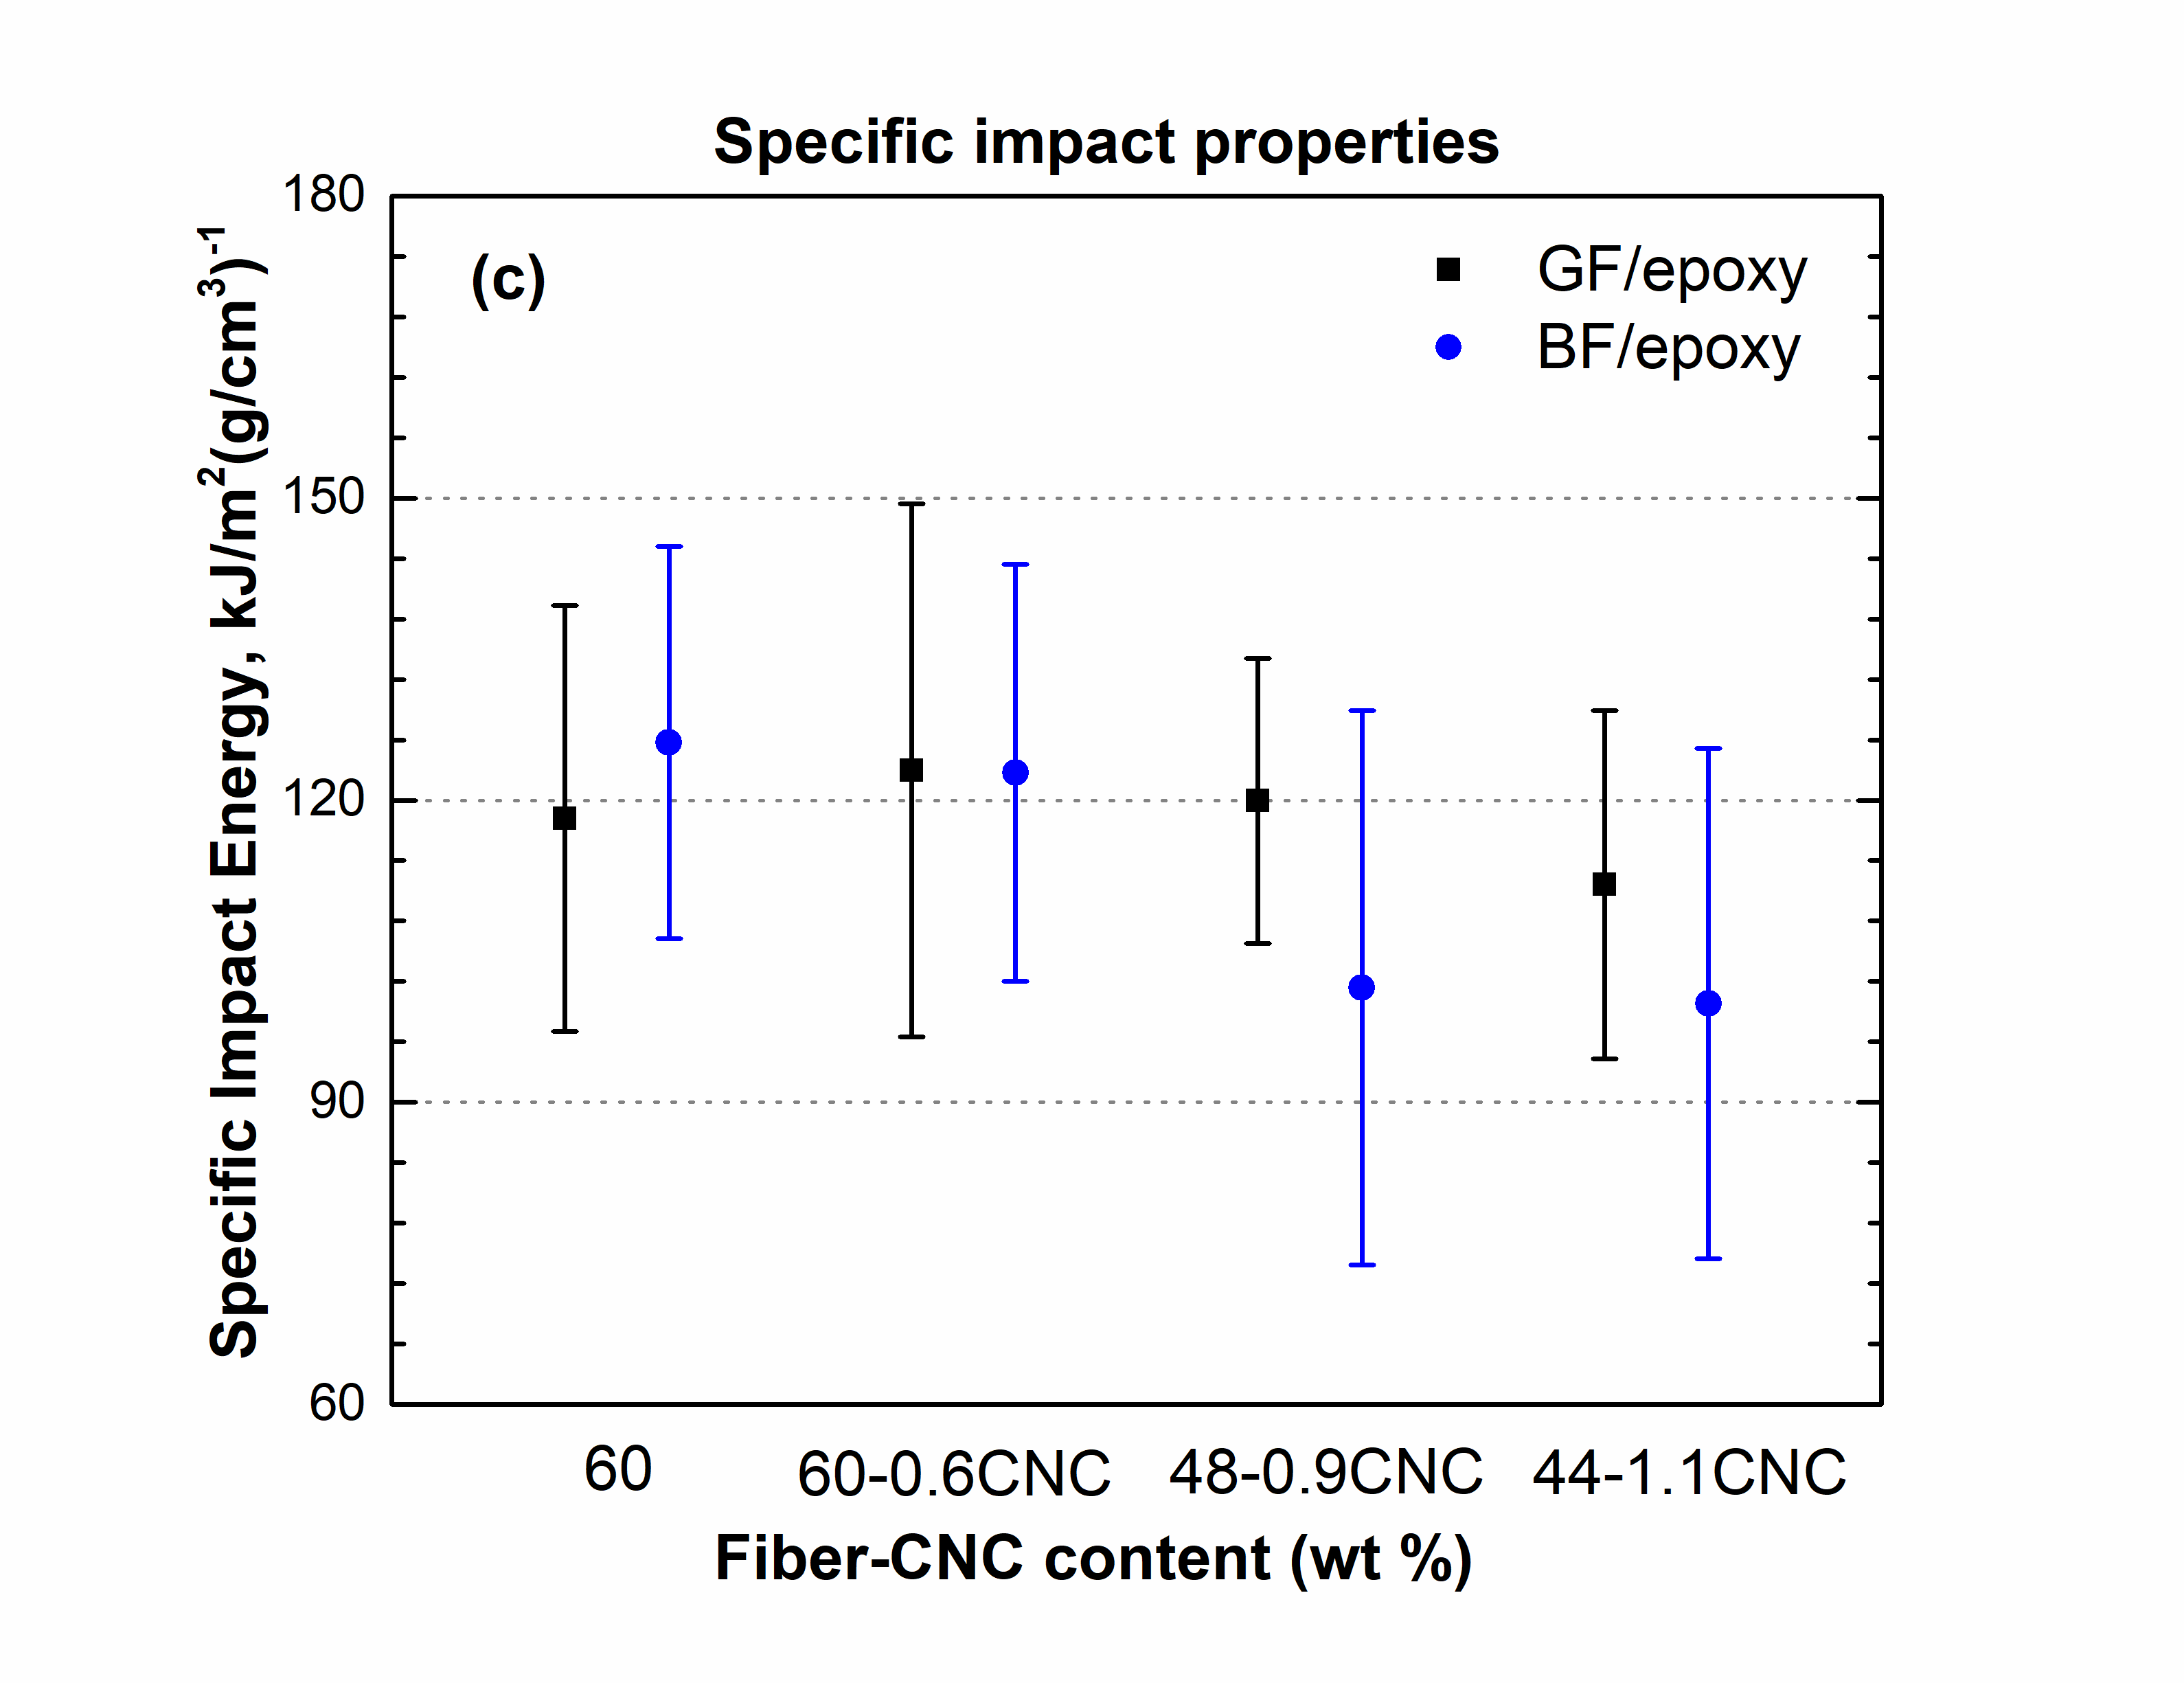 Specific impact properties
(c)
GF/epoxy
BF/epoxy
Specific Impact Energy, kJ/m²(g/cm³)⁻¹
180
150
120
90
60
60 60-0.6CNC 48-0.9CNC 44-1.1CNC
Fiber-CNC content (wt %)